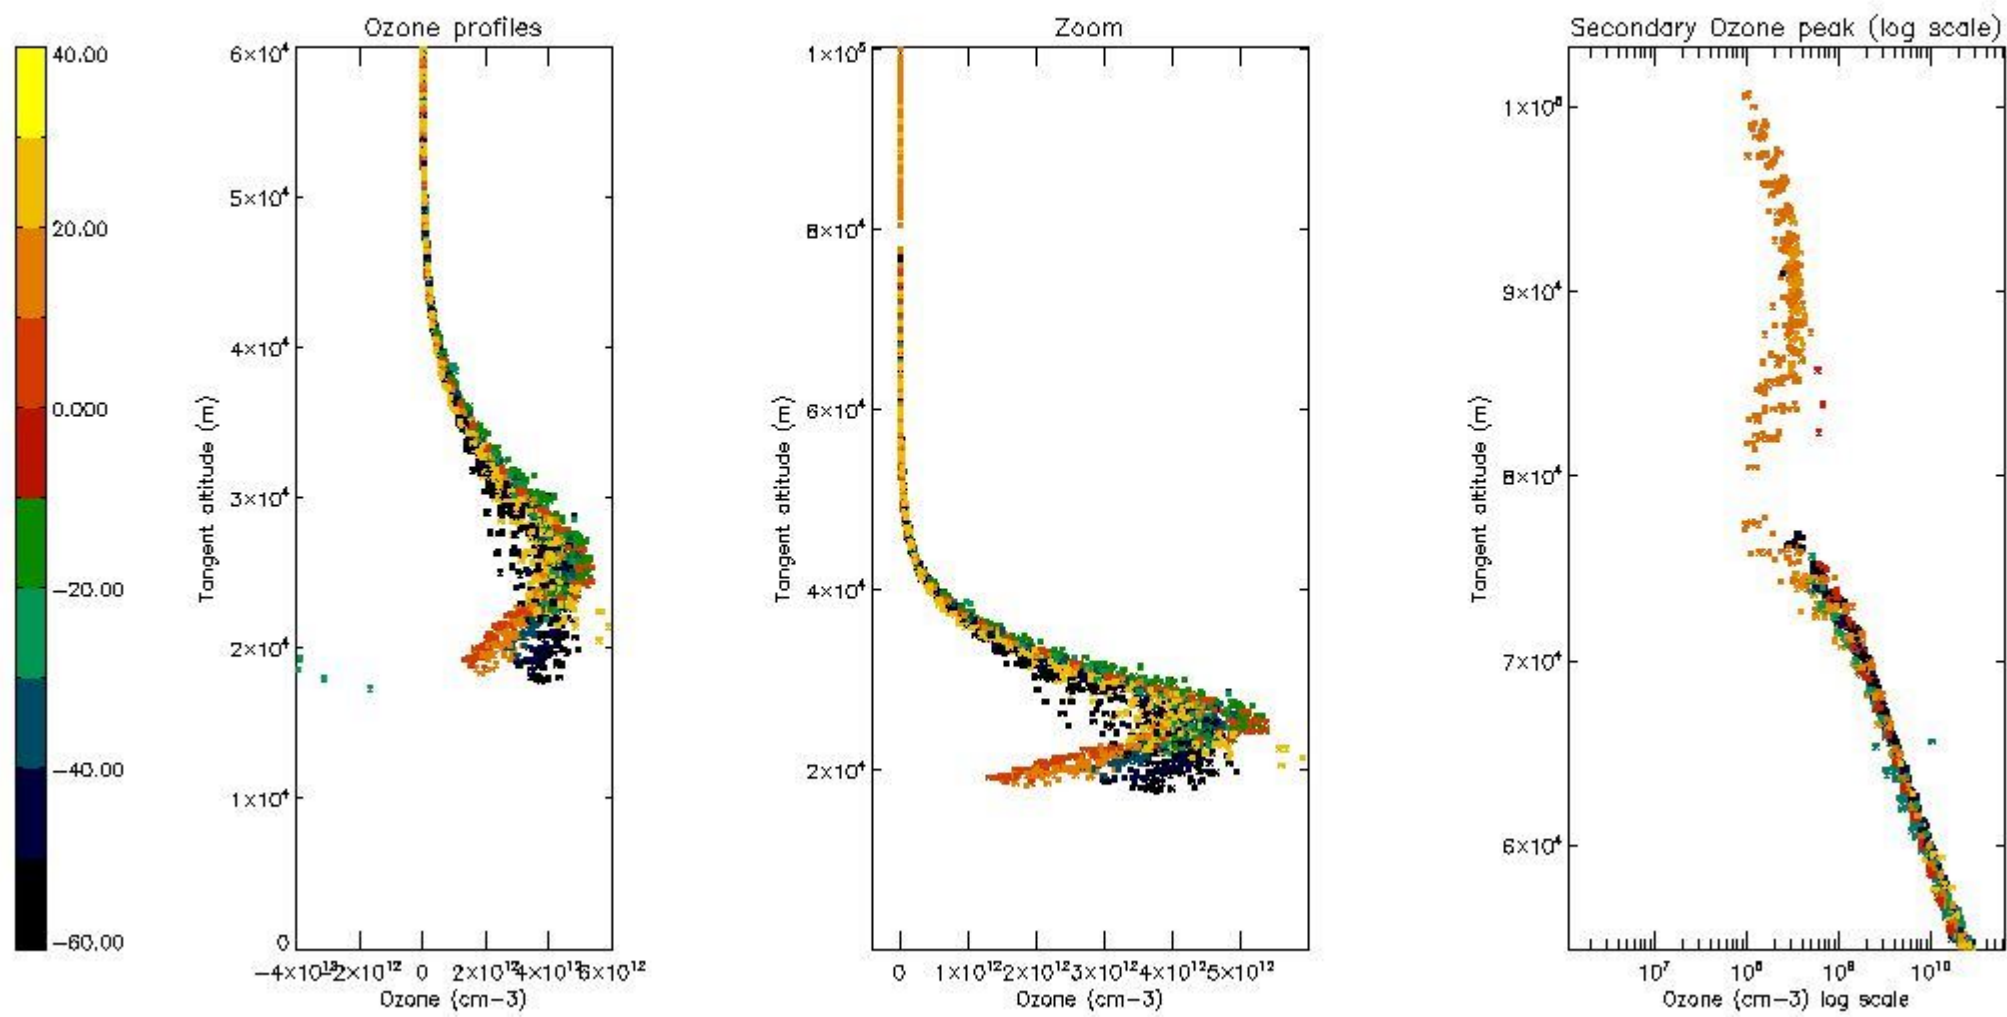 Ozone profiles
Zoom
Secondary Ozone peak (log scale)
40.00
20.00
0.000
−20.00
−40.00
−60.00
6×10⁴
5×10⁴
4×10⁴
3×10⁴
2×10⁴
1×10⁴
0
Tangent altitude (m)
2×10¹² 0 2×10¹² 4×10¹² 6×10¹²
Ozone (cm−3)
1×10⁵
8×10⁴
6×10⁴
4×10⁴
2×10⁴
Tangent altitude (m)
0 1×10¹² 2×10¹² 3×10¹² 4×10¹² 5×10¹²
Ozone (cm−3)
1×10⁵
9×10⁴
8×10⁴
7×10⁴
6×10⁴
Tangent altitude (m)
10⁷ 10⁸ 10⁹ 10¹⁰
Ozone (cm−3) log scale